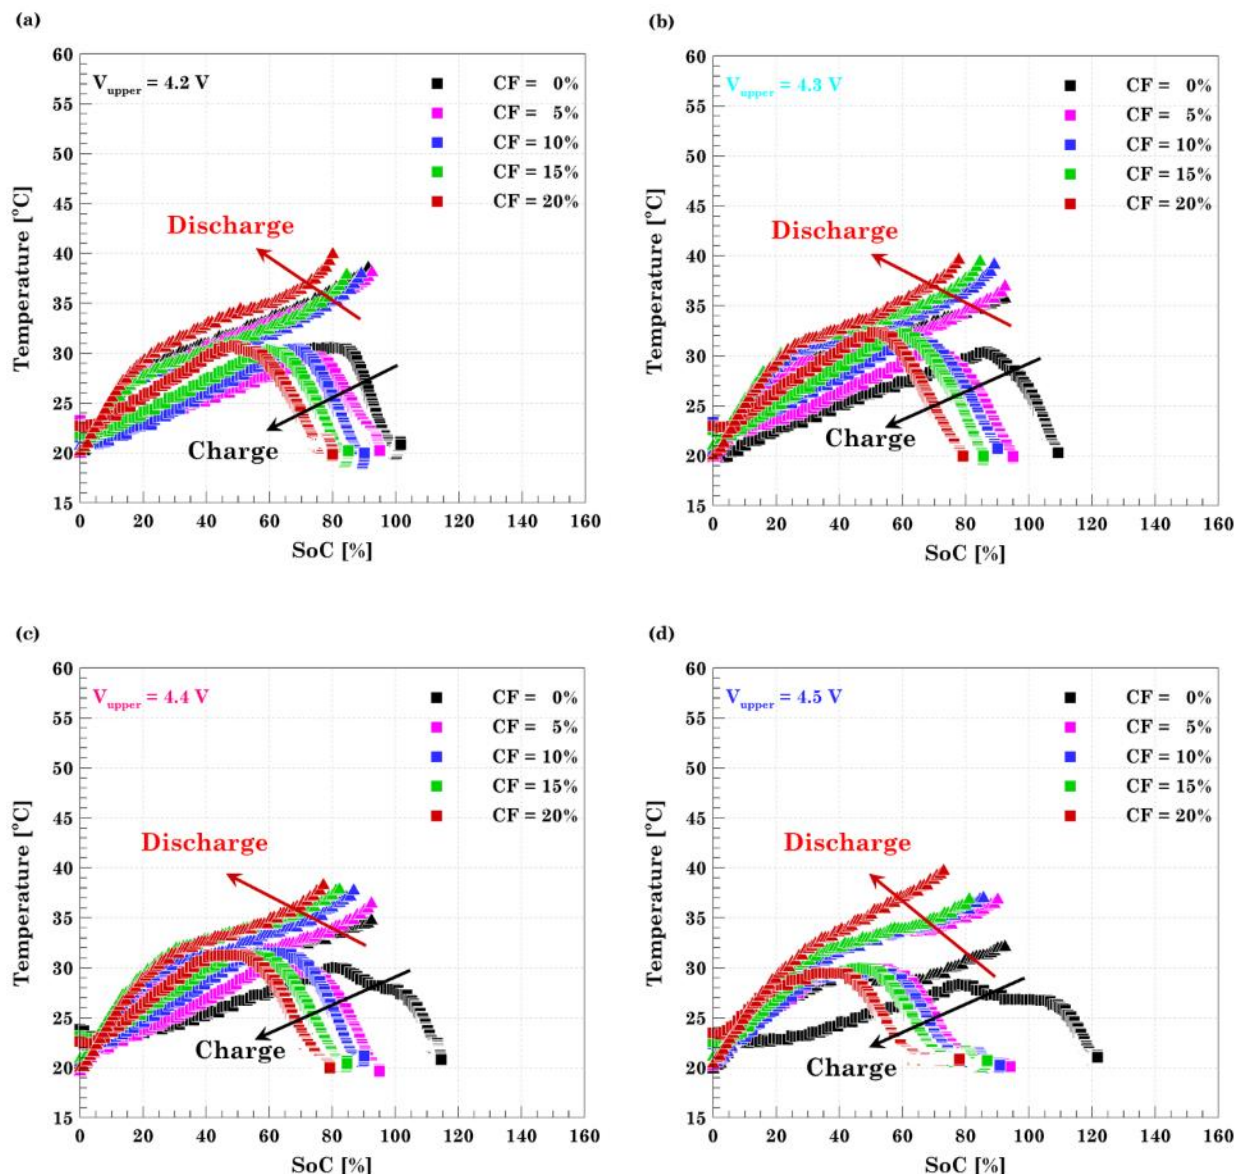 (a)
V_upper = 4.2 V
CF = 0%
CF = 5%
CF = 10%
CF = 15%
CF = 20%
Discharge
Charge
Temperature [°C]
60
55
50
45
40
35
30
25
20
15
0 20 40 60 80 100 120 140 160
SoC [%]
(b)
V_upper = 4.3 V
CF = 0%
CF = 5%
CF = 10%
CF = 15%
CF = 20%
Discharge
Charge
Temperature [°C]
60
55
50
45
40
35
30
25
20
15
0 20 40 60 80 100 120 140 160
SoC [%]
(c)
V_upper = 4.4 V
CF = 0%
CF = 5%
CF = 10%
CF = 15%
CF = 20%
Discharge
Charge
Temperature [°C]
60
55
50
45
40
35
30
25
20
15
0 20 40 60 80 100 120 140 160
SoC [%]
(d)
V_upper = 4.5 V
CF = 0%
CF = 5%
CF = 10%
CF = 15%
CF = 20%
Discharge
Charge
Temperature [°C]
60
55
50
45
40
35
30
25
20
15
0 20 40 60 80 100 120 140 160
SoC [%]